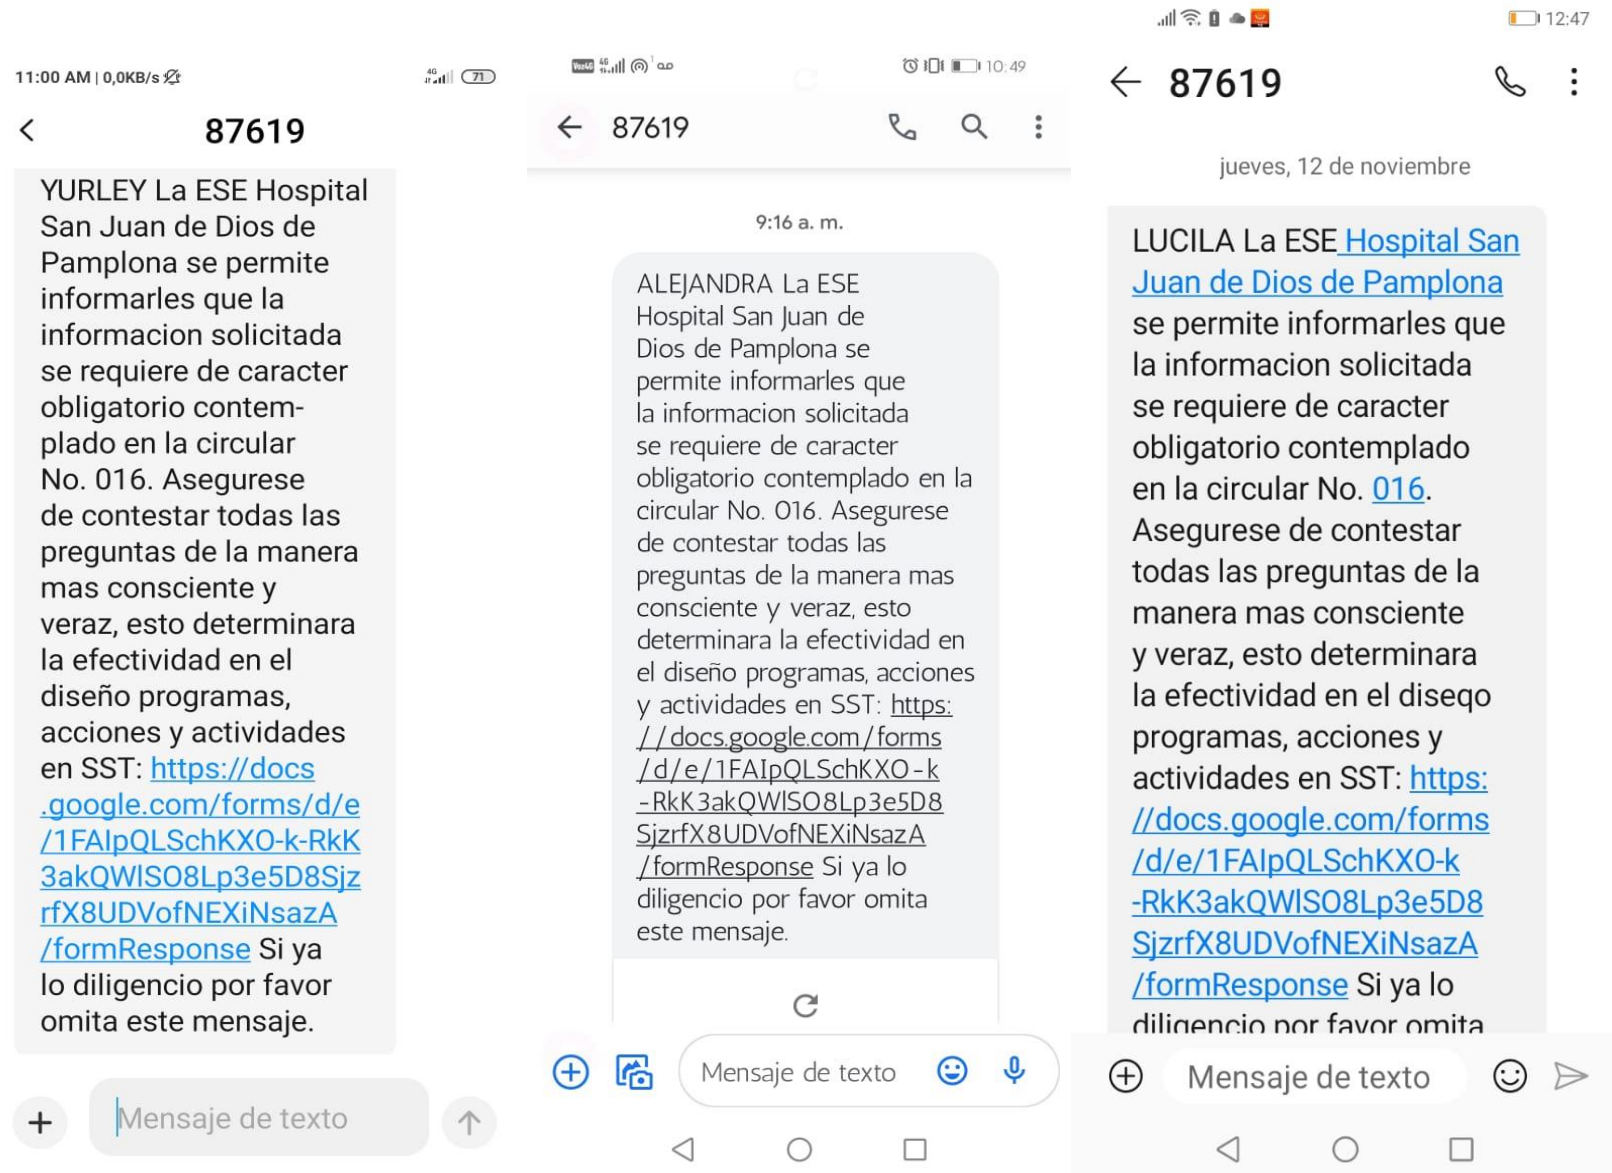 11:00 AM | 0,0KB/s
4G
71
87619
YURLEY La ESE Hospital
San Juan de Dios de
Pamplona se permite
informarles que la
informacion solicitada
se requiere de caracter
obligatorio contem-
plado en la circular
No. 016. Asegurese
de contestar todas las
preguntas de la manera
mas consciente y
veraz, esto determinara
la efectividad en el
diseño programas,
acciones y actividades
en SST: https://docs
.google.com/forms/d/e
/1FAIpQLSchKXO-k-RkK
3akQWlSO8Lp3e5D8Sjz
rfX8UDVofNEXiNsazA
/formResponse Si ya
lo diligencio por favor
omita este mensaje.
Mensaje de texto
4G
10:49
87619
9:16 a. m.
ALEJANDRA La ESE
Hospital San Juan de
Dios de Pamplona se
permite informarles que
la informacion solicitada
se requiere de caracter
obligatorio contemplado en la
circular No. 016. Asegurese
de contestar todas las
preguntas de la manera mas
consciente y veraz, esto
determinara la efectividad en
el diseño programas, acciones
y actividades en SST: https:
//docs.google.com/forms
/d/e/1FAIpQLSchKXO-k
-RkK3akQWlSO8Lp3e5D8
SjzrfX8UDVofNEXiNsazA
/formResponse Si ya lo
diligencio por favor omita
este mensaje.
Mensaje de texto
12:47
87619
jueves, 12 de noviembre
LUCILA La ESE Hospital San
Juan de Dios de Pamplona
se permite informarles que
la informacion solicitada
se requiere de caracter
obligatorio contemplado
en la circular No. 016.
Asegurese de contestar
todas las preguntas de la
manera mas consciente
y veraz, esto determinara
la efectividad en el diseqo
programas, acciones y
actividades en SST: https:
//docs.google.com/forms
/d/e/1FAIpQLSchKXO-k
-RkK3akQWlSO8Lp3e5D8
SjzrfX8UDVofNEXiNsazA
/formResponse Si ya lo
diligencio por favor omita
Mensaje de texto